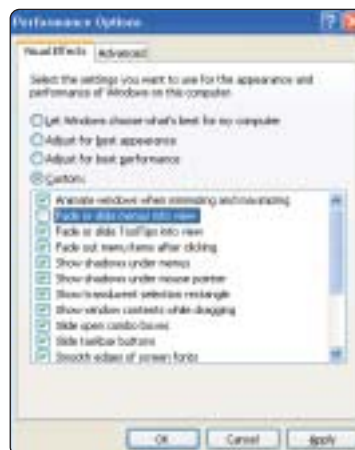 Performance Options
Visual Effects
Advanced
Select the settings you want to use for the appearance and
performance of Windows on this computer.
Let Windows choose what's best for my computer
Adjust for best appearance
Adjust for best performance
Custom:
Animate windows when minimizing and maximizing
Fade or slide menus into view
Fade or slide ToolTips into view
Fade out menu items after clicking
Show shadows under menus
Show shadows under mouse pointer
Show translucent selection rectangle
Show window contents while dragging
Slide open combo boxes
Slide taskbar buttons
Smooth edges of screen fonts
OK
Cancel
Apply